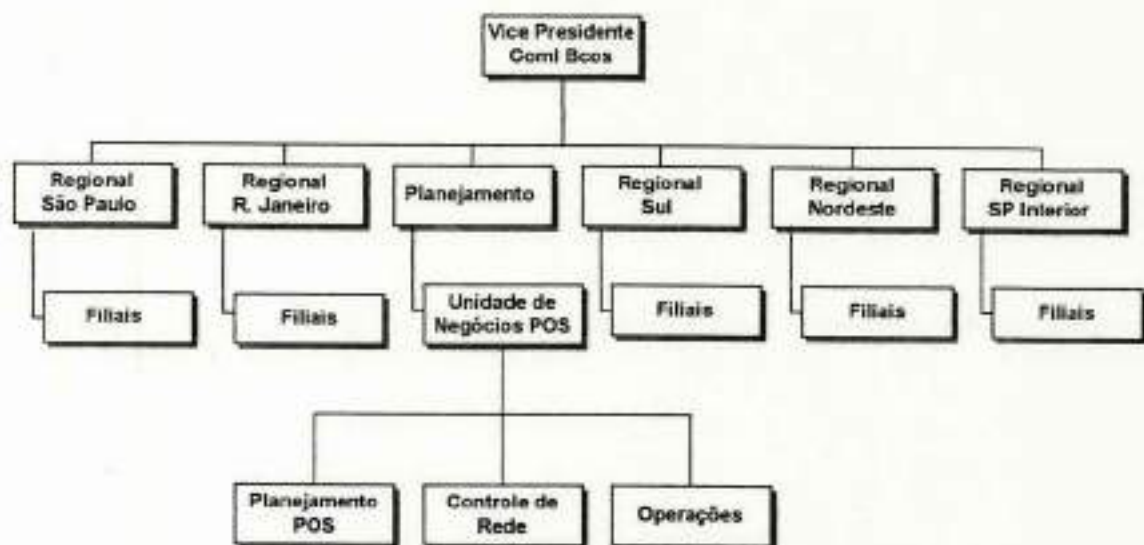 Vice Presidente
Coml Bcos
Regional
São Paulo
Regional
R. Janeiro
Planejamento
Regional
Sul
Regional
Nordeste
Regional
SP Interior
Filiais
Filiais
Unidade de
Negócios POS
Filiais
Filiais
Filiais
Planejamento
POS
Controle de
Rede
Operações